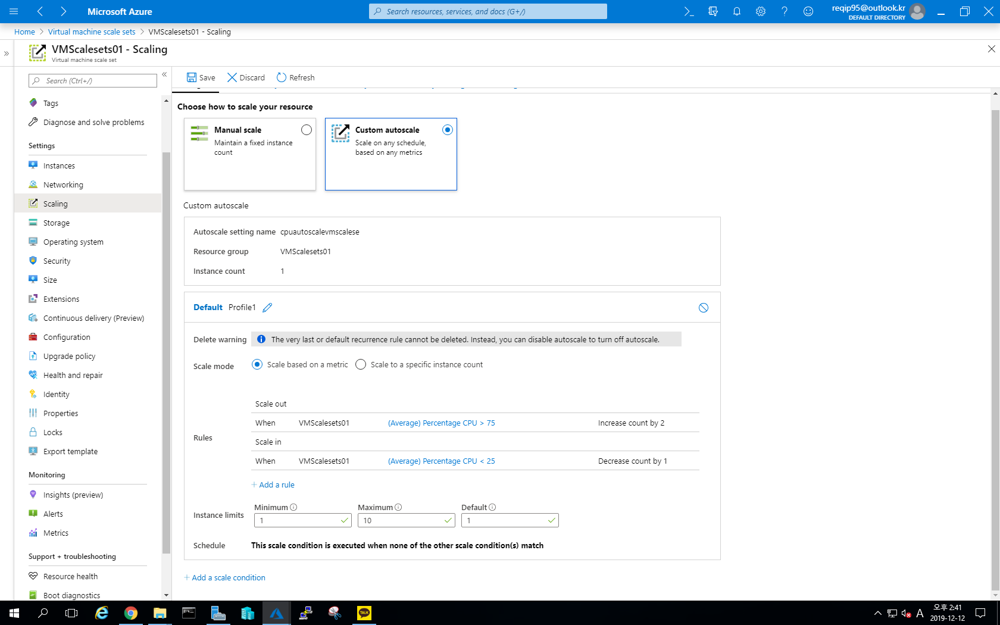 Microsoft Azure
Search resources, services, and docs (G+/)
reqip95@outlook.kr
DEFAULT DIRECTORY
Home > Virtual machine scale sets > VMScalesets01 - Scaling
VMScalesets01 - Scaling
Virtual machine scale set
Search (Ctrl+/)
Tags
Diagnose and solve problems
Settings
Instances
Networking
Scaling
Storage
Operating system
Security
Size
Extensions
Continuous delivery (Preview)
Configuration
Upgrade policy
Health and repair
Identity
Properties
Locks
Export template
Monitoring
Insights (preview)
Alerts
Metrics
Support + troubleshooting
Resource health
Boot diagnostics
Save Discard Refresh
Choose how to scale your resource
Manual scale
Maintain a fixed instance
count
Custom autoscale
Scale on any schedule,
based on any metrics
Custom autoscale
Autoscale setting name cpuautoscalevmscalese
Resource group VMScalesets01
Instance count 1
Default Profile1
Delete warning The very last or default recurrence rule cannot be deleted. Instead, you can disable autoscale to turn off autoscale.
Scale mode Scale based on a metric Scale to a specific instance count
Rules
Scale out
When VMScalesets01 (Average) Percentage CPU > 75 Increase count by 2
Scale in
When VMScalesets01 (Average) Percentage CPU < 25 Decrease count by 1
+ Add a rule
Instance limits
Minimum Maximum Default
1 10 1
Schedule This scale condition is executed when none of the other scale condition(s) match
+ Add a scale condition
TALK
A
오후 2:41
2019-12-12